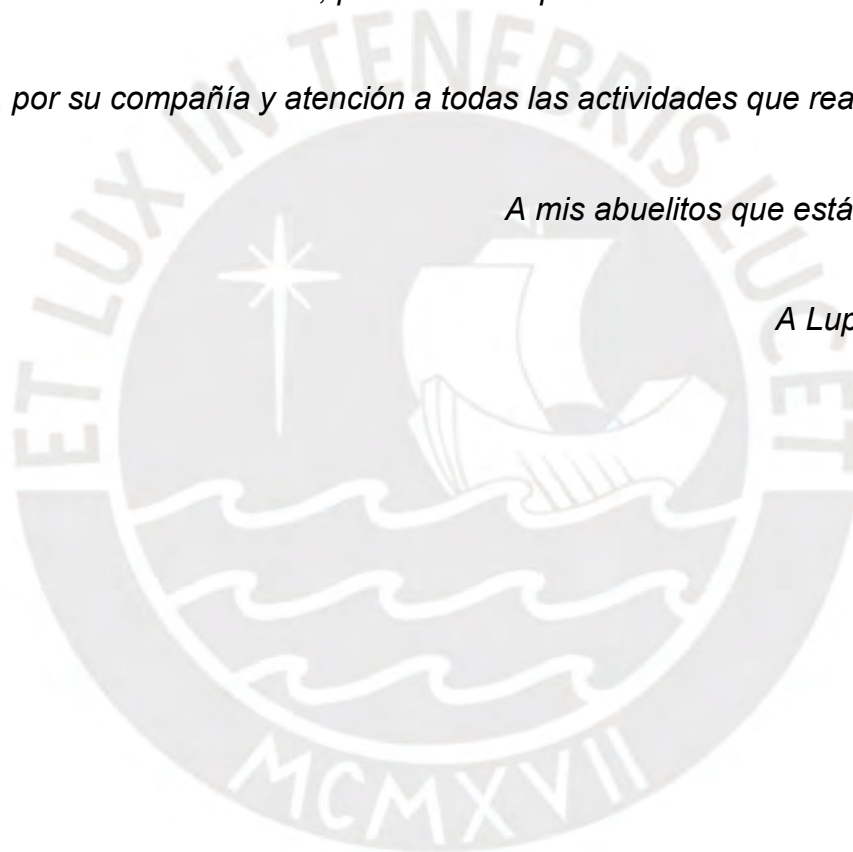 por su compañía y atención a todas las actividades que rea
A mis abuelitos que está
A Lup
ET LUX IN TENEBRIS LUCET
MCMXVII